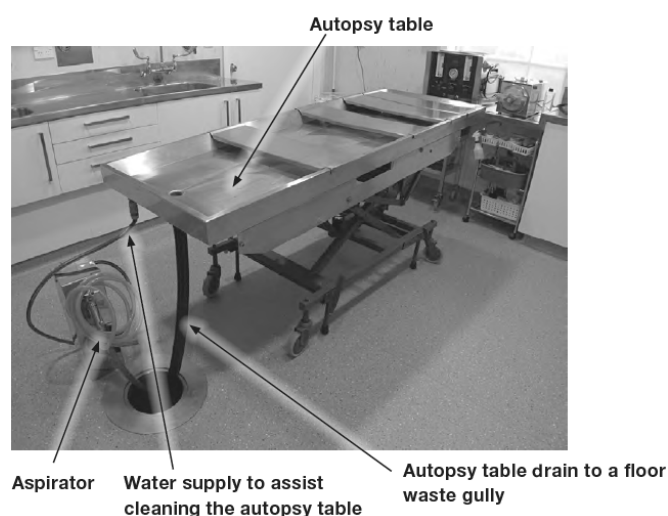 Autopsy table
Aspirator
Water supply to assist
cleaning the autopsy table
Autopsy table drain to a floor
waste gully